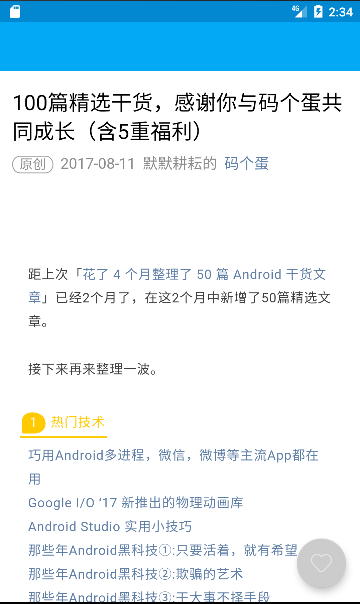 4G 2:34
100篇精选干货，感谢你与码个蛋共
同成长（含5重福利）
原创 2017-08-11 默默耕耘的 码个蛋
距上次「花了 4 个月整理了 50 篇 Android 干货文
章」已经2个月了，在这2个月中新增了50篇精选文
章。
接下来再来整理一波。
1 热门技术
巧用Android多进程，微信，微博等主流App都在
用
Google I/O ‘17 新推出的物理动画库
Android Studio 实用小技巧
那些年Android黑科技①:只要活着，就有希望
那些年Android黑科技②:欺骗的艺术
那些年Android黑科技③:干大事不择手段